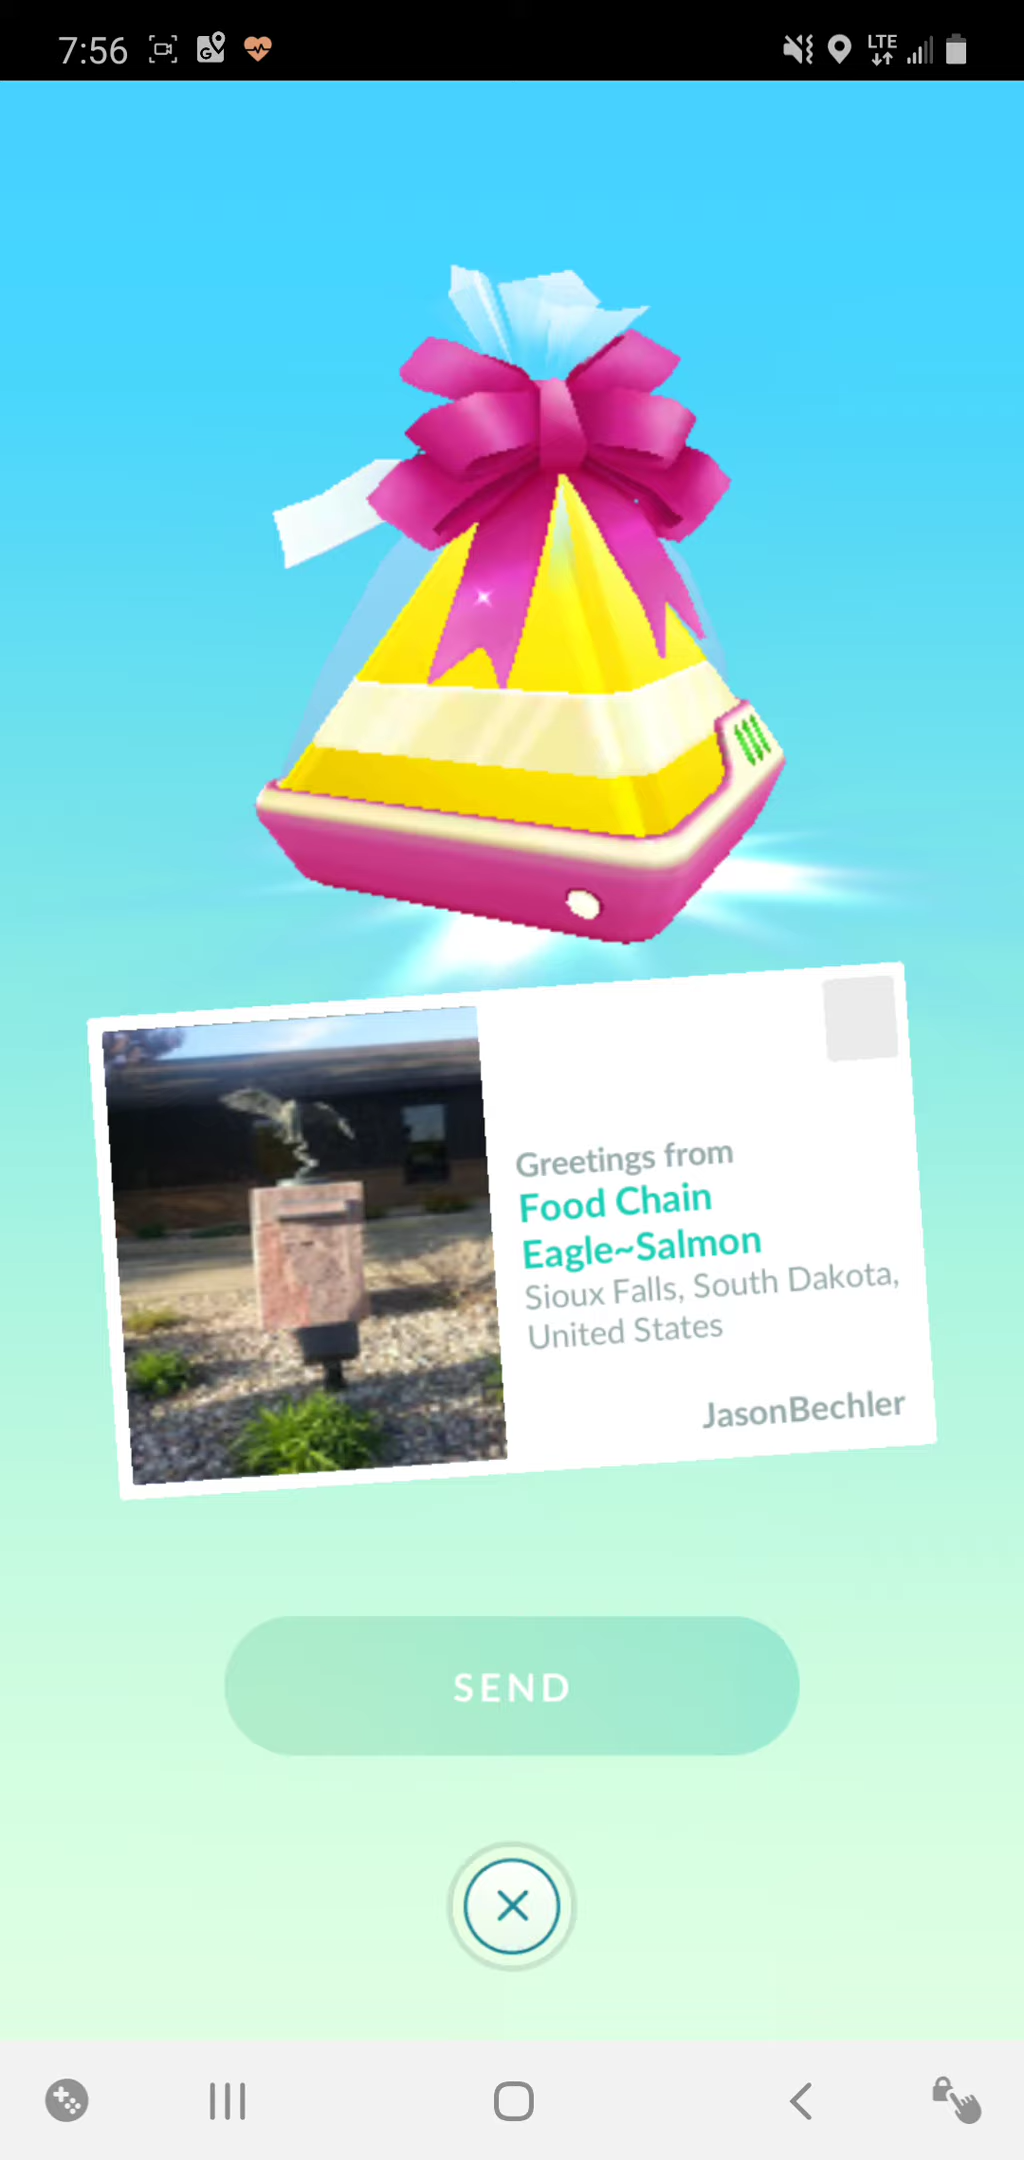 7:56
LTE
Greetings from
Food Chain
Eagle~Salmon
Sioux Falls, South Dakota,
United States
JasonBechler
SEND